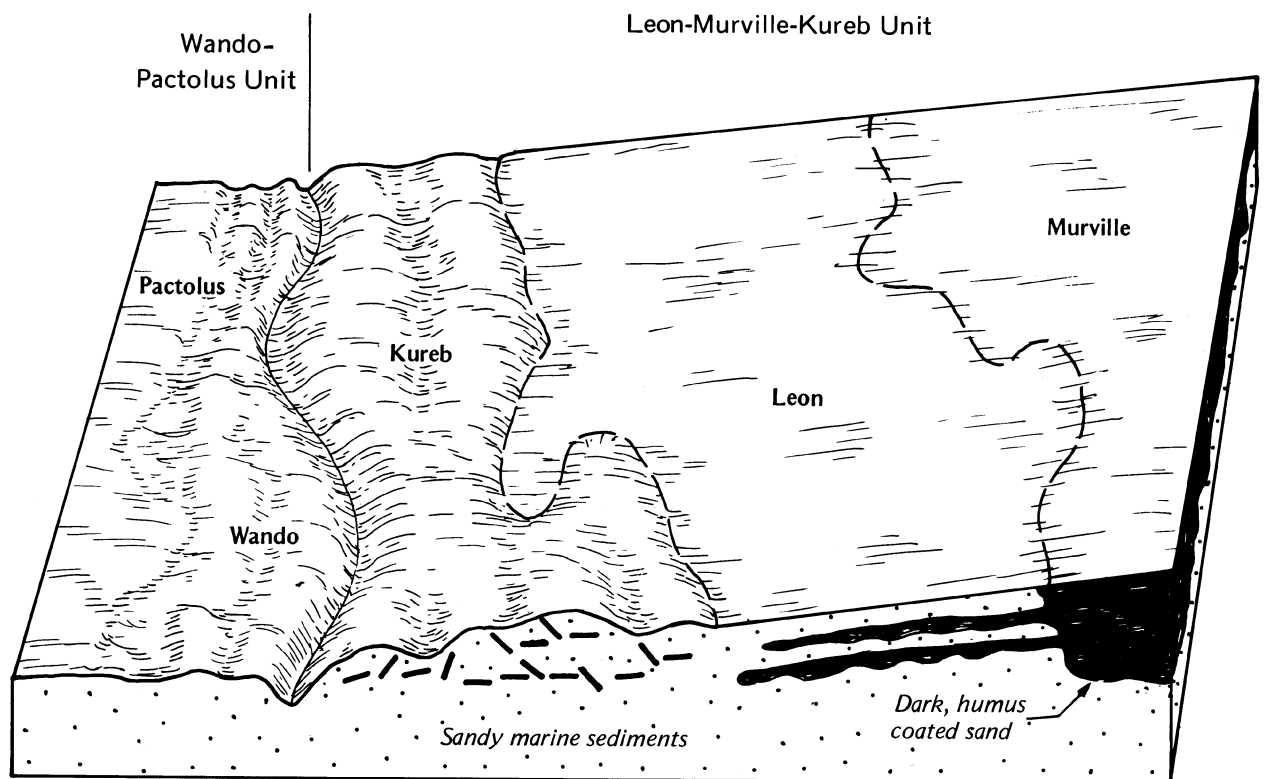 Leon-Murville-Kureb Unit
Wando-
Pactolus Unit
Murville
Pactolus
Kureb
Leon
Wando
Dark, humus
coated sand
Sandy marine sediments